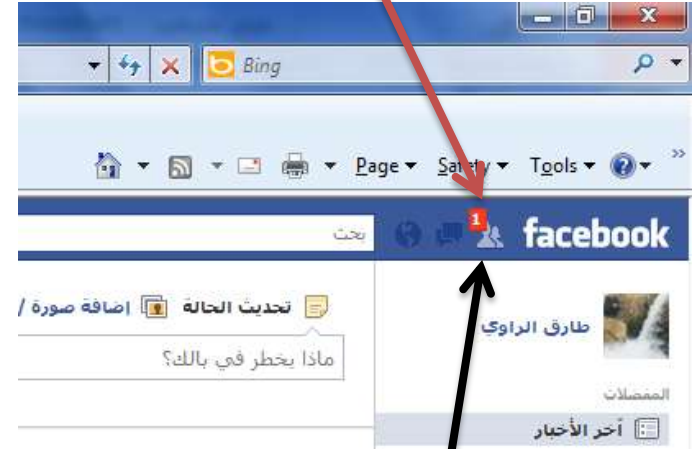 Bing
Page Safety Tools
facebook 1 بحث
طارق الراوي
المفضلات
آخر الأخبار
تحديث الحالة اضافة صورة /
ماذا يخطر في بالك؟